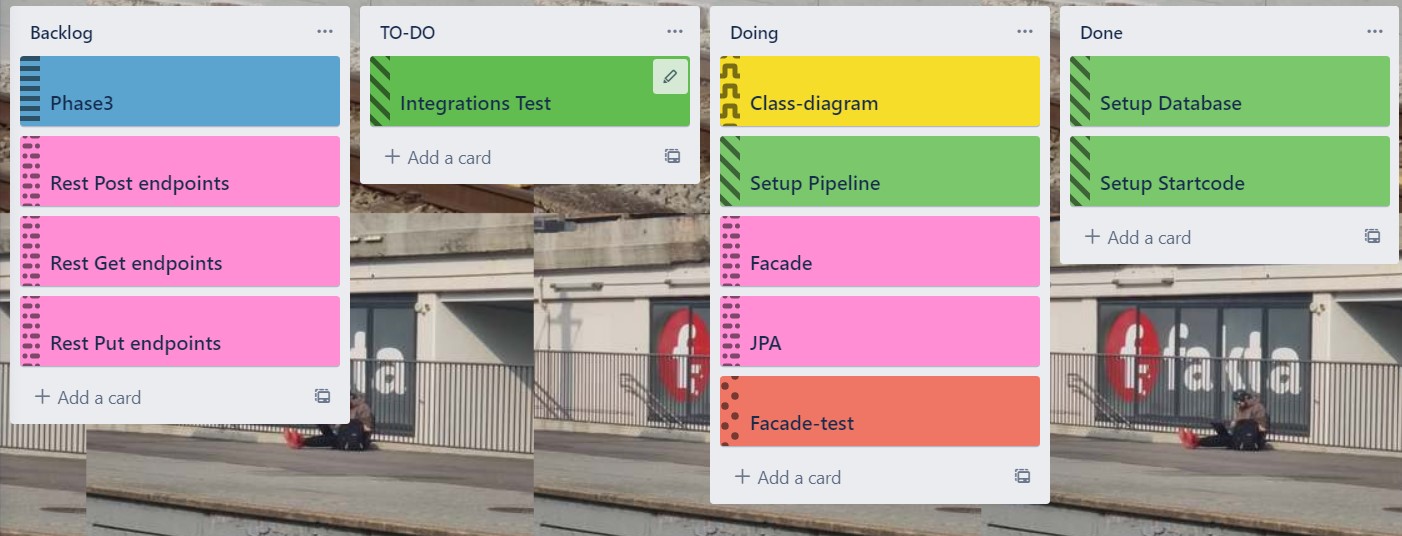 Backlog
Phase3
Rest Post endpoints
Rest Get endpoints
Rest Put endpoints
Add a card
TO-DO
Integrations Test
Add a card
Doing
Class-diagram
Setup Pipeline
Facade
JPA
Facade-test
Add a card
Done
Setup Database
Setup Startcode
Add a card
fakta